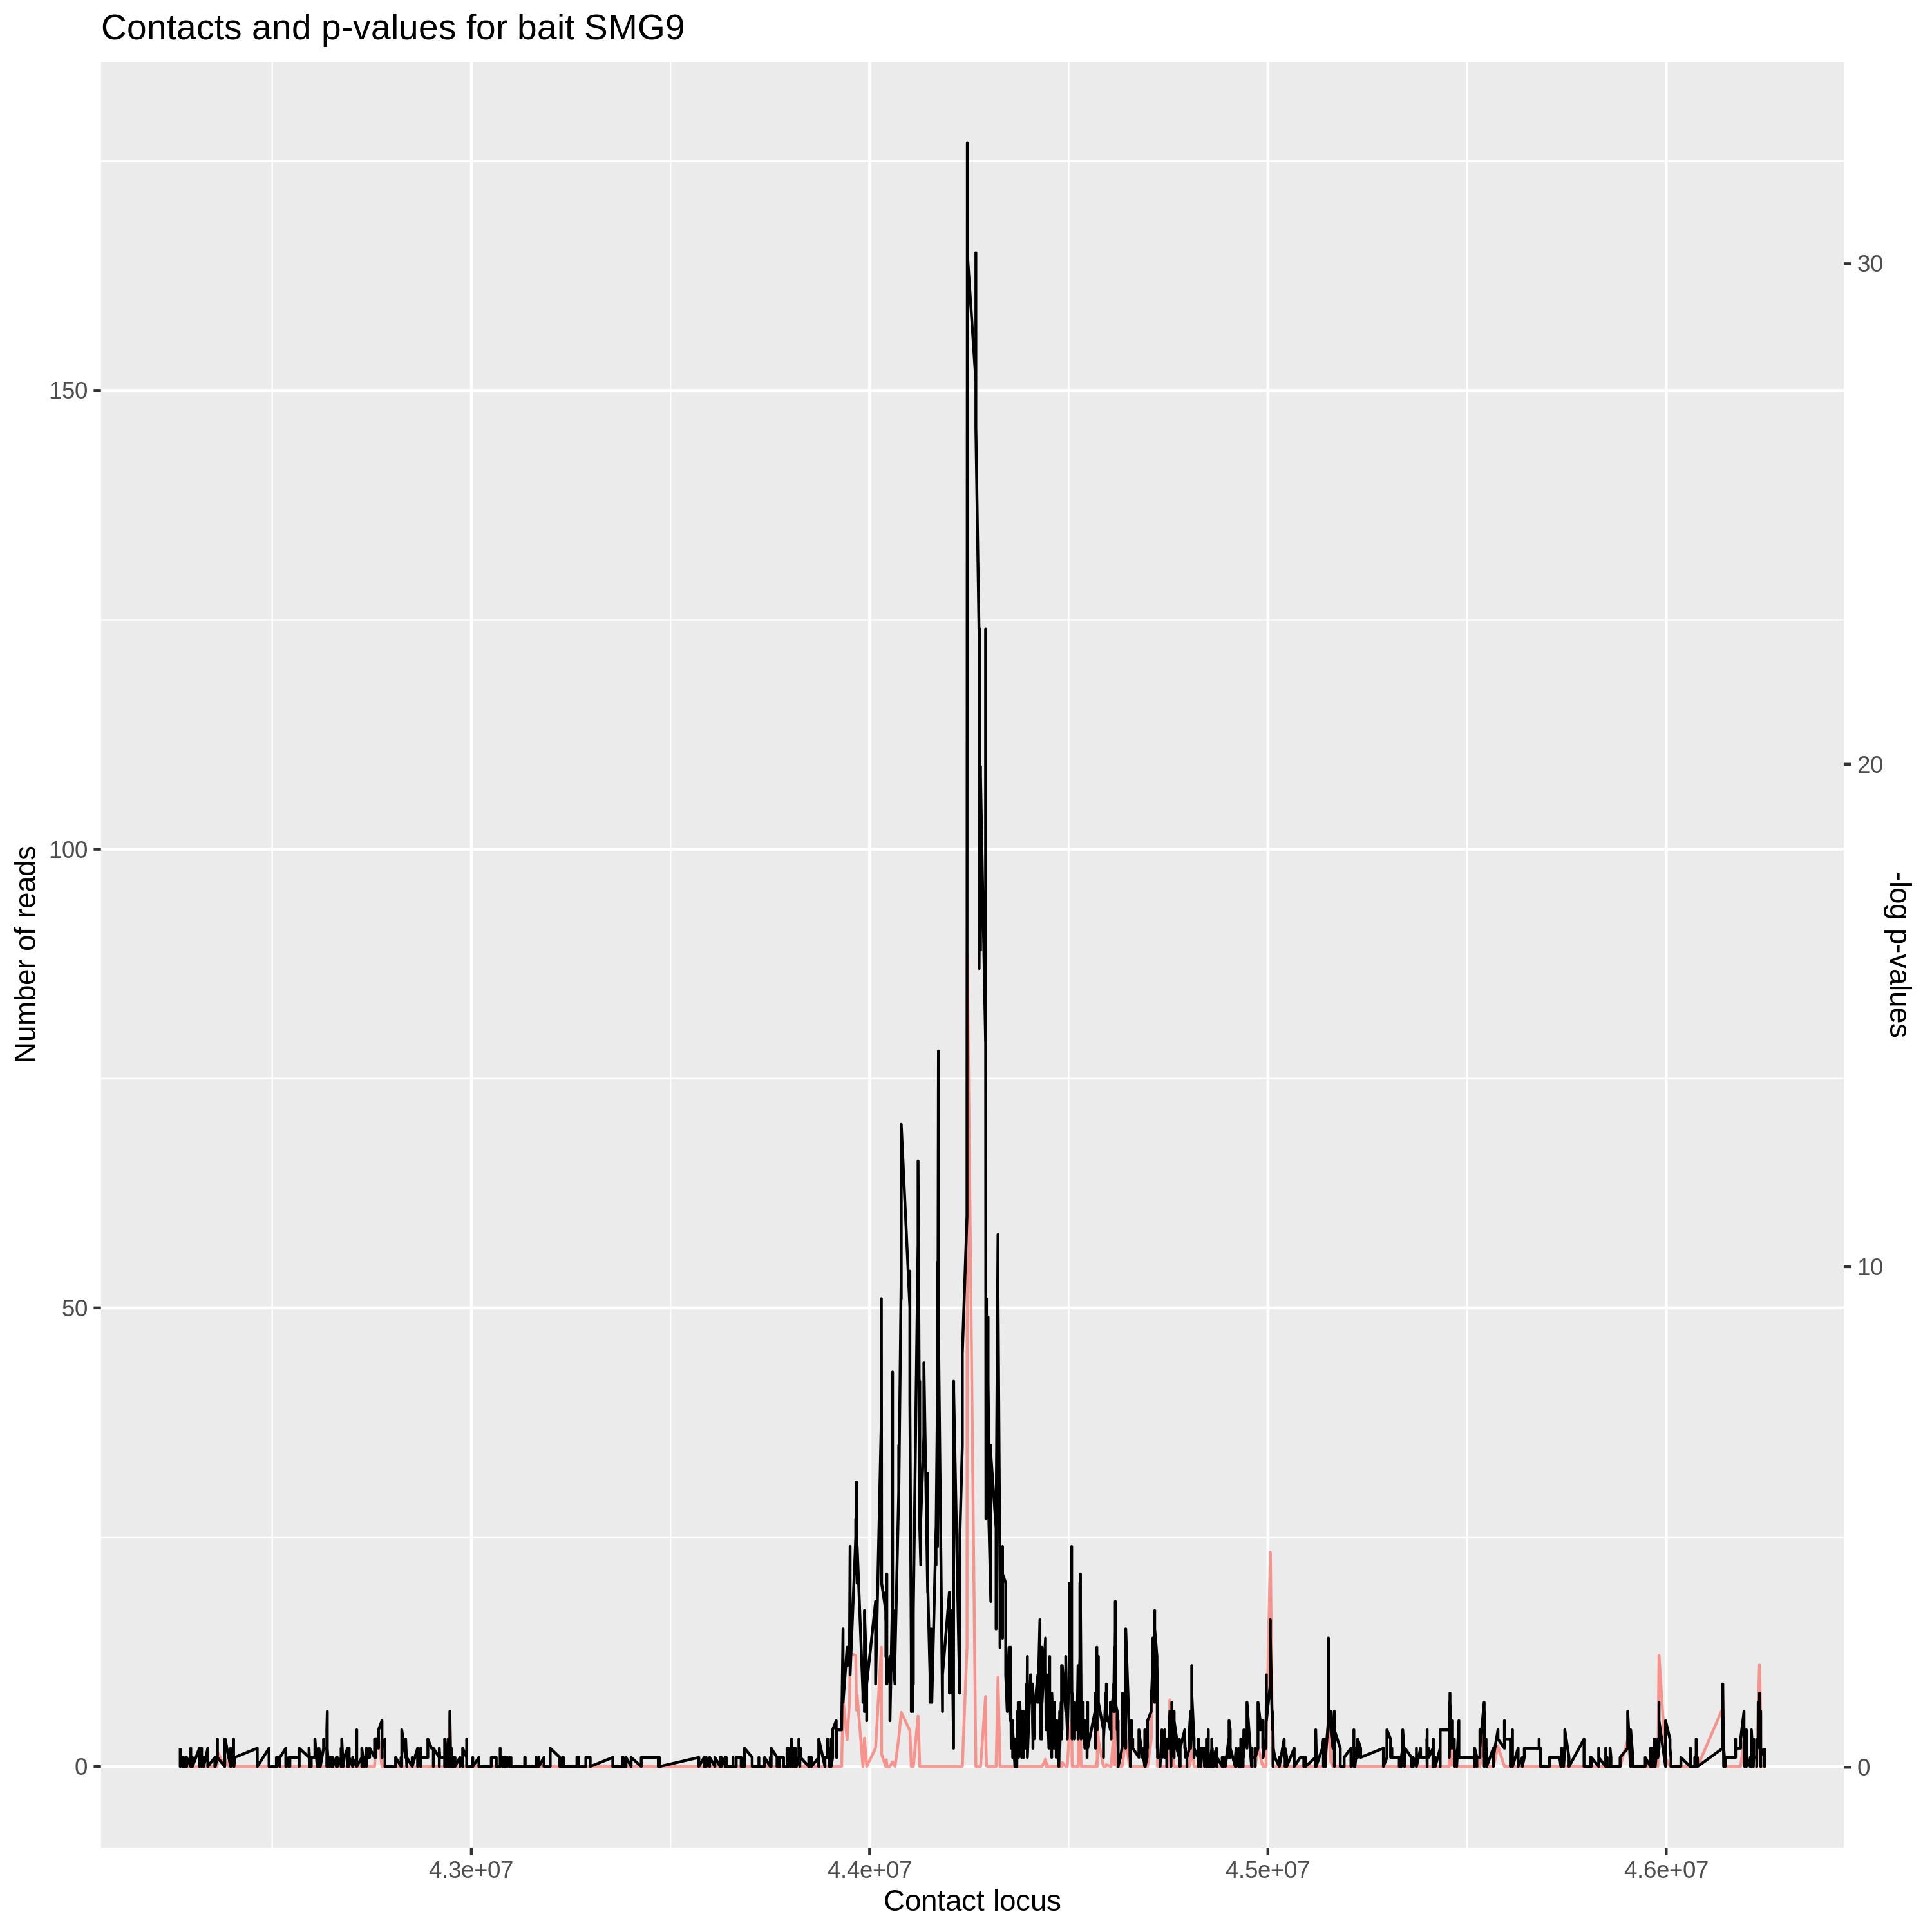 Contacts and p-values for bait SMG9
Number of reads
150
100
50
0
30
20
10
0
-log p-values
4.3e+07 4.4e+07 4.5e+07 4.6e+07
Contact locus